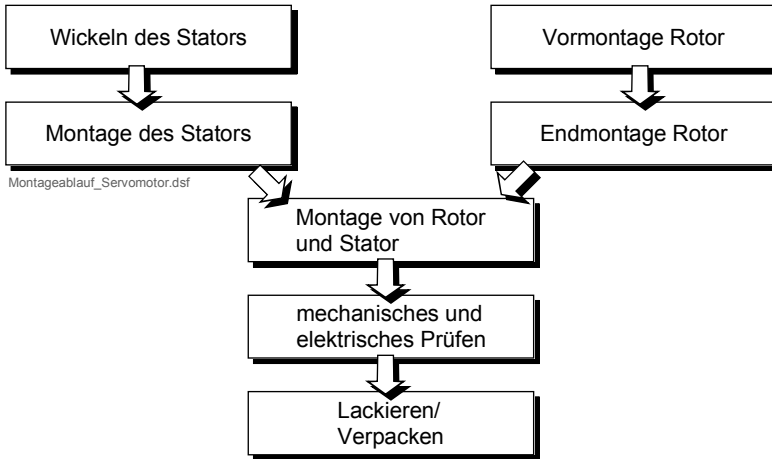 Wickeln des Stators
Vormontage Rotor
Montage des Stators
Endmontage Rotor
Montageablauf_Servomotor.dsf
Montage von Rotor
und Stator
mechanisches und
elektrisches Prüfen
Lackieren/
Verpacken